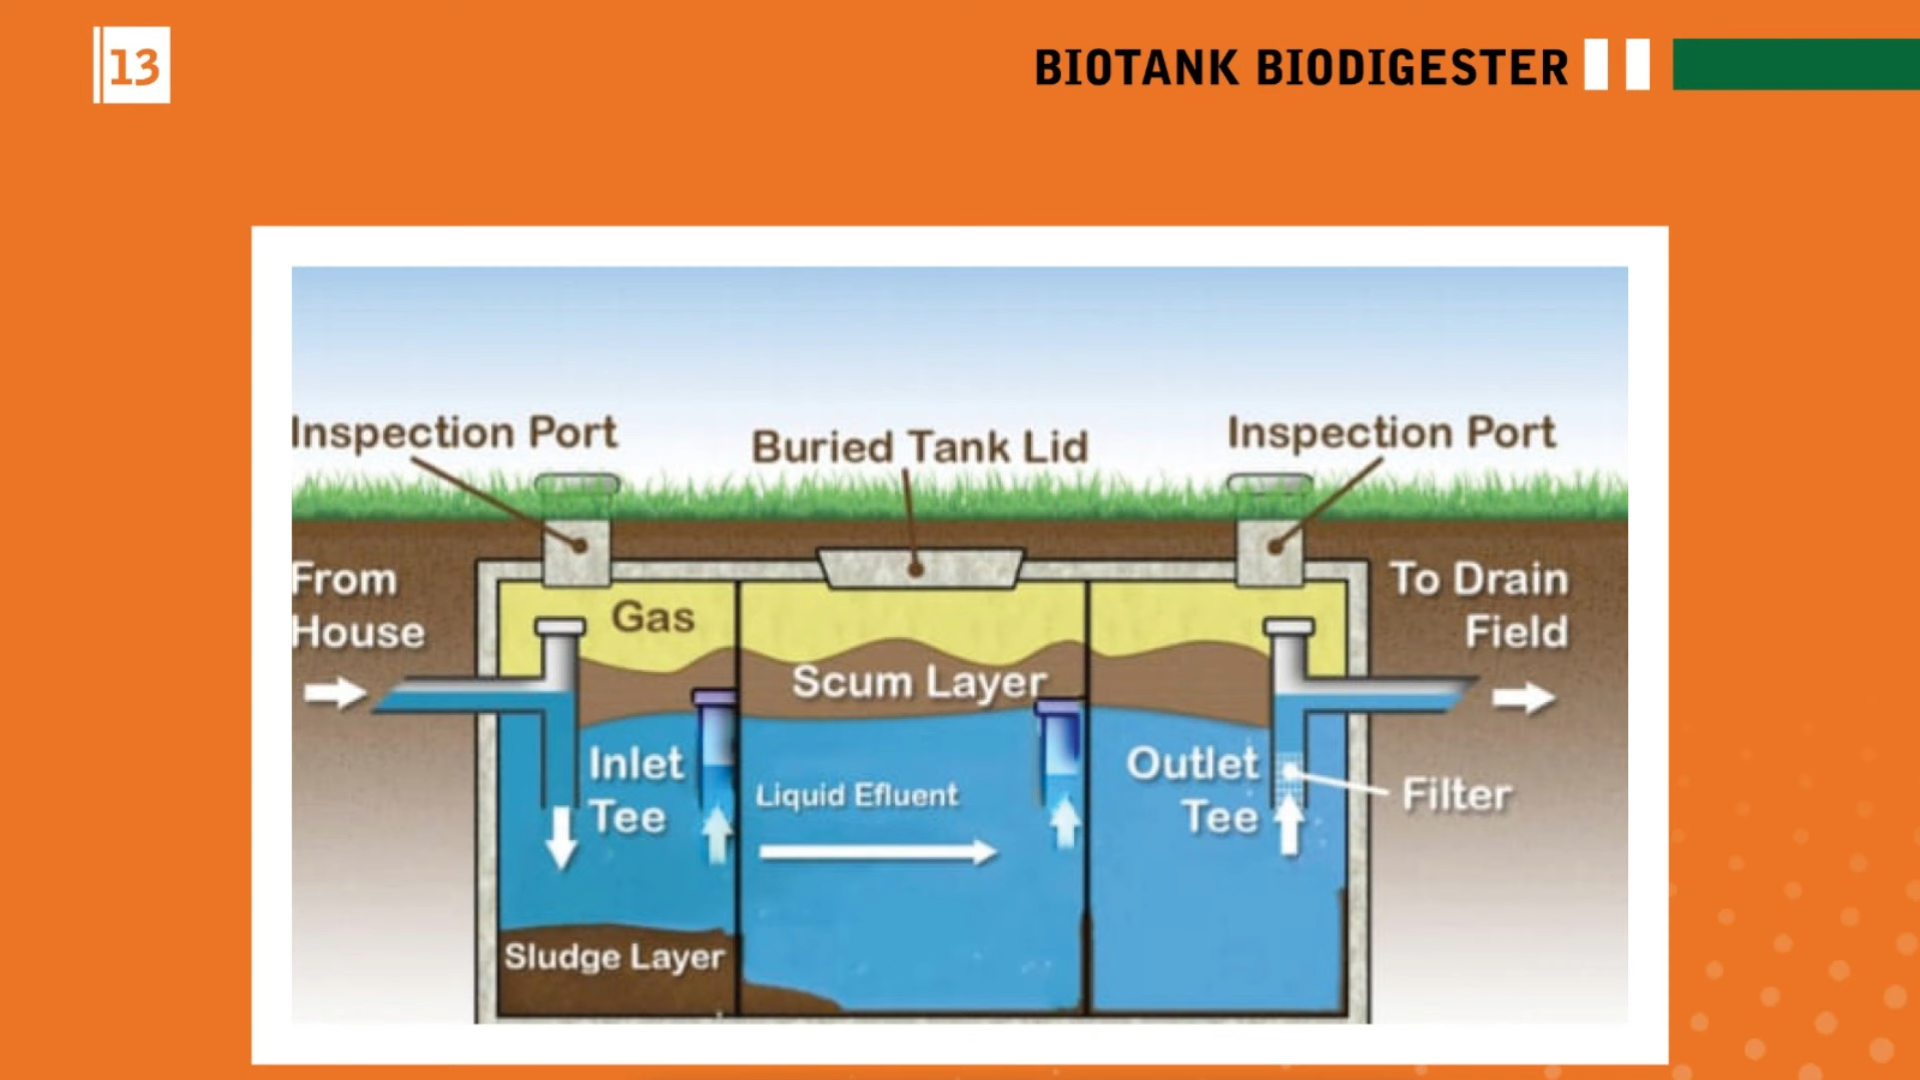 13
BIOTANK BIODIGESTER
Inspection Port
Buried Tank Lid
Inspection Port
From
House
Gas
To Drain
Field
Scum Layer
Inlet
Tee
Liquid Efluent
Outlet
Tee
Filter
Sludge Layer